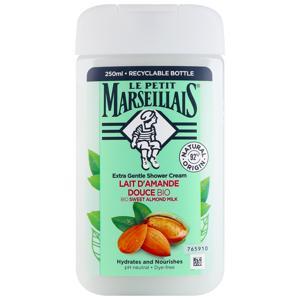 250ml • RECYCLABLE BOTTLE
LE PETIT
MARSEILLAIS
NATURAL
92%
ORIGIN
Extra Gentle Shower Cream
LAIT D'AMANDE
DOUCE BIO
BIO SWEET ALMOND MILK
765910
Hydrates and Nourishes
pH neutral • Dye-free